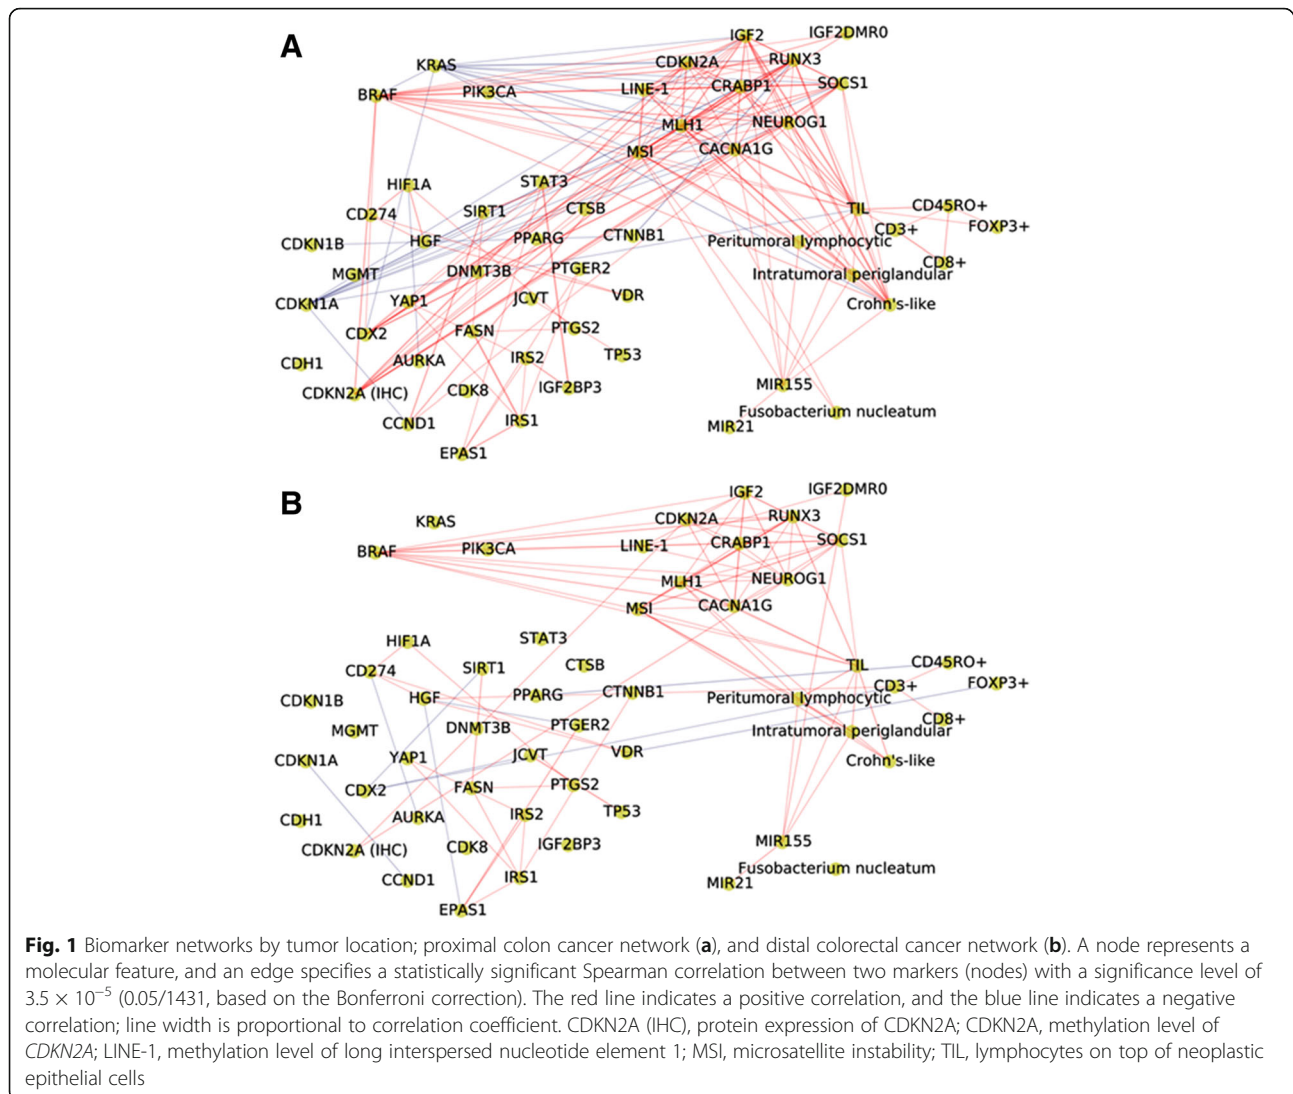 A
IGF2 IGF2DMR0
KRAS CDKN2A RUNX3
BRAF PIK3CA LINE-1 CRABP1 SOCS1
MLH1 NEUROG1
MSI CACNA1G
HIF1A STAT3
CD274 SIRT1 CTSB TIL CD45RO+
CDKN1B HGF PPARG CTNNB1 Peritumoral lymphocytic CD3+ FOXP3+
MGMT DNMT3B PTGER2 Intratumoral periglandular CD8+
CDKN1A YAP1 JCVT VDR Crohn's-like
CDX2 FASN PTGS2
CDH1 AURKA IRS2 TP53
CDKN2A (IHC) CDK8 IGF2BP3 MIR155
CCND1 IRS1 MIR21 Fusobacterium nucleatum
EPAS1
B
IGF2 IGF2DMR0
KRAS CDKN2A RUNX3
BRAF PIK3CA LINE-1 CRABP1 SOCS1
MLH1 NEUROG1
MSI CACNA1G
HIF1A STAT3
CD274 SIRT1 CTSB TIL CD45RO+
CDKN1B HGF PPARG CTNNB1 Peritumoral lymphocytic CD3+ FOXP3+
MGMT DNMT3B PTGER2 Intratumoral periglandular CD8+
CDKN1A YAP1 JCVT VDR Crohn's-like
CDX2 FASN PTGS2
CDH1 AURKA IRS2 TP53
CDKN2A (IHC) CDK8 IGF2BP3 MIR155
CCND1 IRS1 MIR21 Fusobacterium nucleatum
EPAS1
Fig. 1 Biomarker networks by tumor location; proximal colon cancer network (a), and distal colorectal cancer network (b). A node represents a
molecular feature, and an edge specifies a statistically significant Spearman correlation between two markers (nodes) with a significance level of
3.5 × 10⁻⁵ (0.05/1431, based on the Bonferroni correction). The red line indicates a positive correlation, and the blue line indicates a negative
correlation; line width is proportional to correlation coefficient. CDKN2A (IHC), protein expression of CDKN2A; CDKN2A, methylation level of
CDKN2A; LINE-1, methylation level of long interspersed nucleotide element 1; MSI, microsatellite instability; TIL, lymphocytes on top of neoplastic
epithelial cells